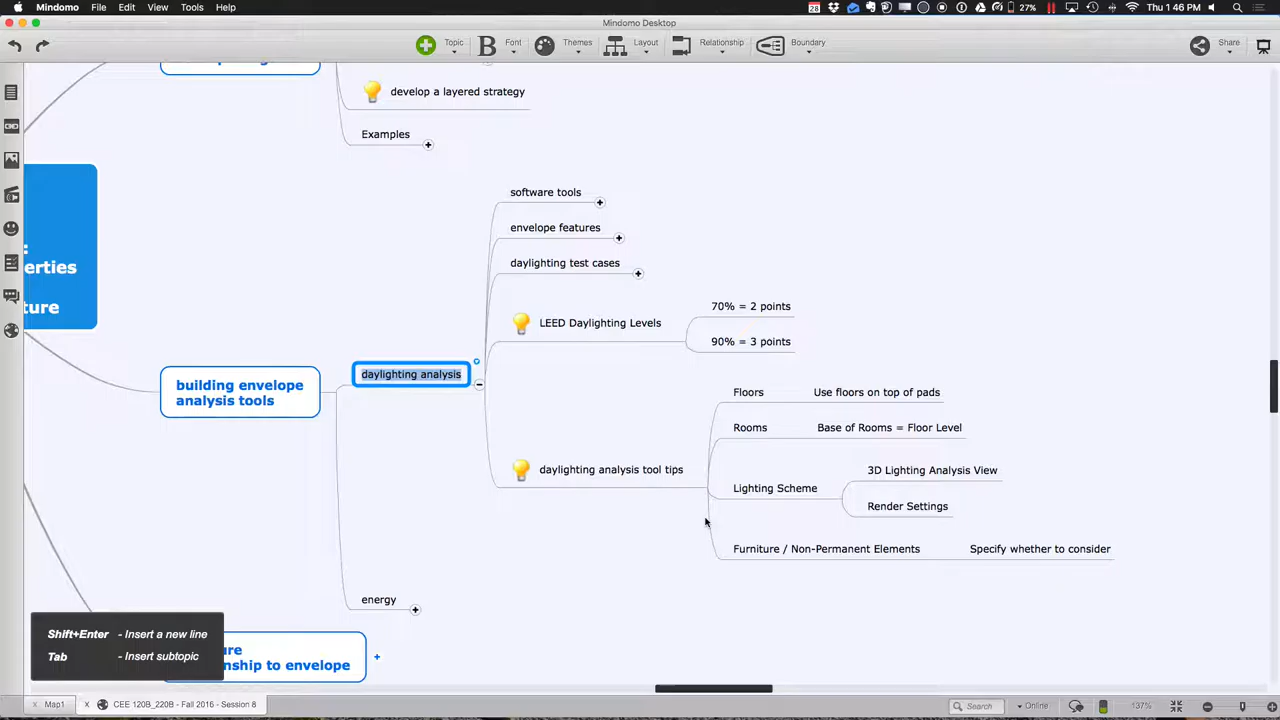 Mindomo File Edit View Tools Help
28 27% Thu 1:46 PM
Mindomo Desktop
Topic Font Themes Layout Relationship Boundary Share
develop a layered strategy
Examples
software tools
envelope features
daylighting test cases
:
erties
ture
LEED Daylighting Levels
70% = 2 points
90% = 3 points
building envelope
analysis tools
daylighting analysis
daylighting analysis tool tips
Floors Use floors on top of pads
Rooms Base of Rooms = Floor Level
Lighting Scheme
3D Lighting Analysis View
Render Settings
Furniture / Non-Permanent Elements Specify whether to consider
energy
Shift+Enter - Insert a new line
Tab - Insert subtopic
ure
nship to envelope
Map1 CEE 120B_220B - Fall 2016 - Session 8 Search Online 137%